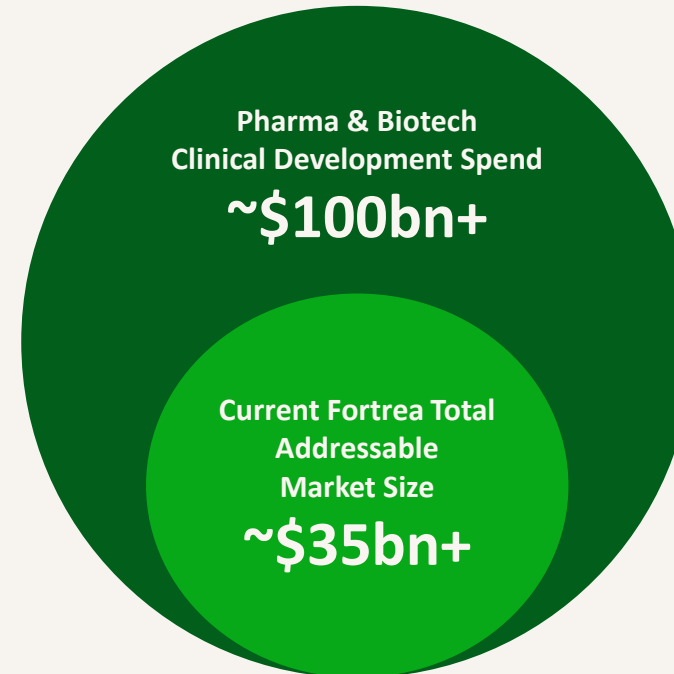 Pharma & Biotech
Clinical Development Spend
~$100bn+
Current Fortrea Total
Addressable
Market Size
~$35bn+